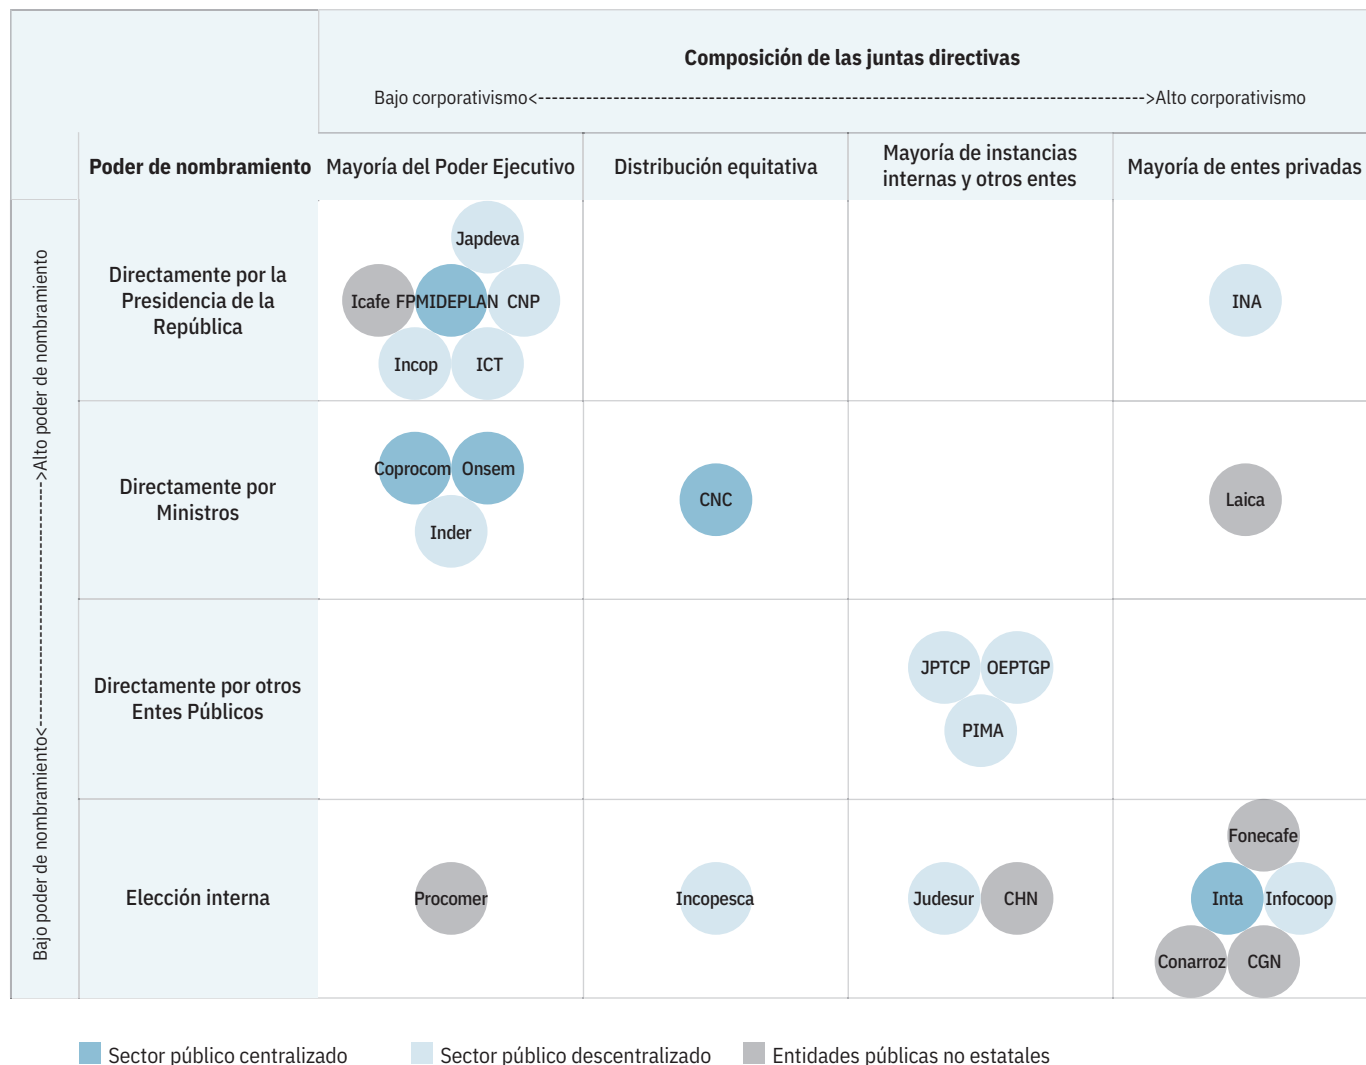 Composición de las juntas directivas
Bajo corporativismo<-------------------------------------------------------------------------------------------->Alto corporativismo
Poder de nombramiento
Mayoría del Poder Ejecutivo
Distribución equitativa
Mayoría de instancias
internas y otros entes
Mayoría de entes privadas
Bajo poder de nombramiento<-------------------------------------------->Alto poder de nombramiento
Directamente por la
Presidencia de la
República
Japdeva
Icafe FP
MIDEPLAN
CNP
Incop
ICT
INA
Directamente por
Ministros
Coprocom
Onsem
Inder
CNC
Laica
Directamente por otros
Entes Públicos
JPTCP
OEPTGP
PIMA
Elección interna
Procomer
Incopesca
Judesur
CHN
Fonecafe
Inta
Infocoop
Conarroz
CGN
Sector público centralizado
Sector público descentralizado
Entidades públicas no estatales